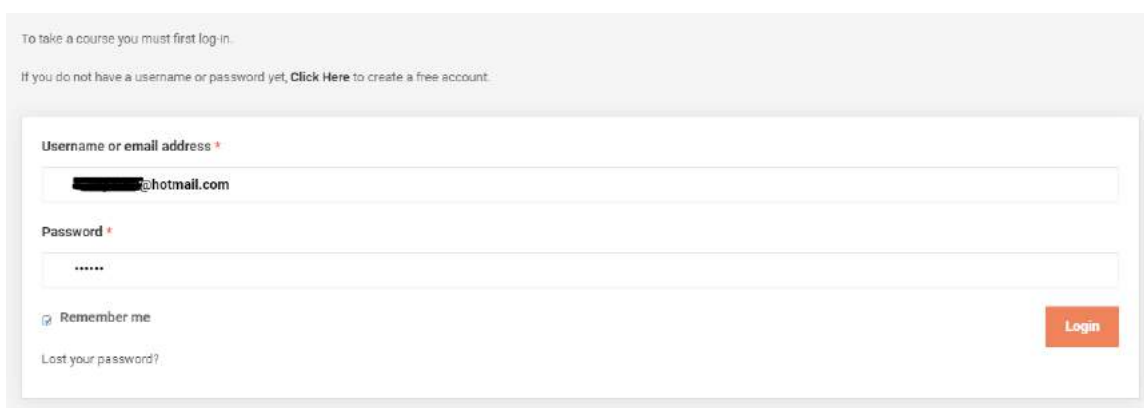 To take a course you must first log-in.
If you do not have a username or password yet, Click Here to create a free account.
Username or email address *
@hotmail.com
Password *
••••••
Remember me
Login
Lost your password?